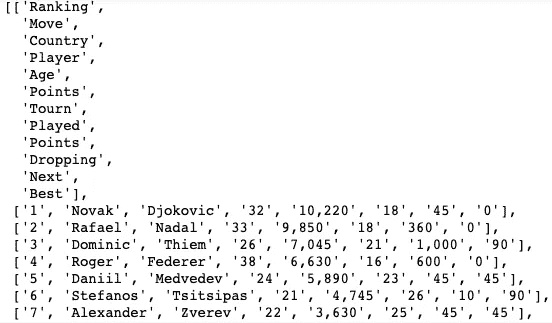 [['Ranking',
'Move',
'Country',
'Player',
'Age',
'Points',
'Tourn',
'Played',
'Points',
'Dropping',
'Next',
'Best'],
['1', 'Novak', 'Djokovic', '32', '10,220', '18', '45', '0'],
['2', 'Rafael', 'Nadal', '33', '9,850', '18', '360', '0'],
['3', 'Dominic', 'Thiem', '26', '7,045', '21', '1,000', '90'],
['4', 'Roger', 'Federer', '38', '6,630', '16', '600', '0'],
['5', 'Daniil', 'Medvedev', '24', '5,890', '23', '45', '45'],
['6', 'Stefanos', 'Tsitsipas', '21', '4,745', '26', '10', '90'],
['7', 'Alexander', 'Zverev', '22', '3,630', '25', '45', '45'],